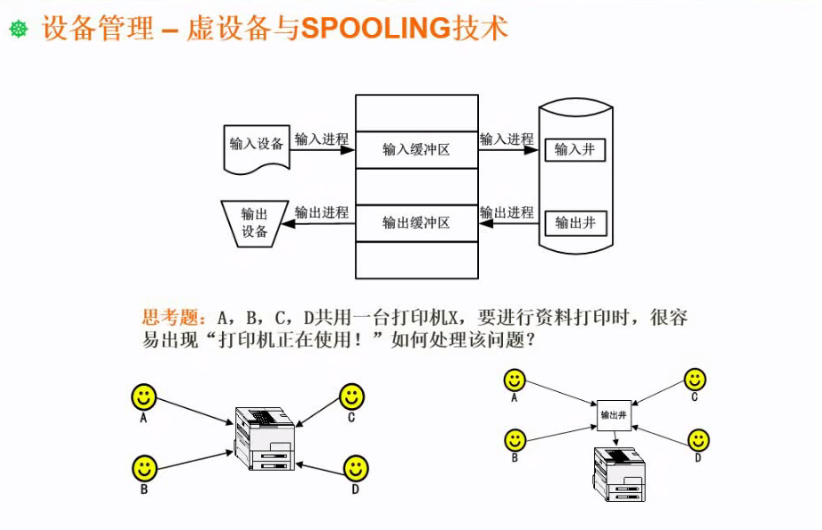 设备管理 – 虚设备与SPOOLING技术
输入设备
输入进程
输入缓冲区
输入进程
输入井
输出
设备
输出进程
输出缓冲区
输出进程
输出井
思考题：A，B，C，D共用一台打印机X，要进行资料打印时，很容
易出现“打印机正在使用！”如何处理该问题？
A
C
B
D
A
C
输出井
B
D